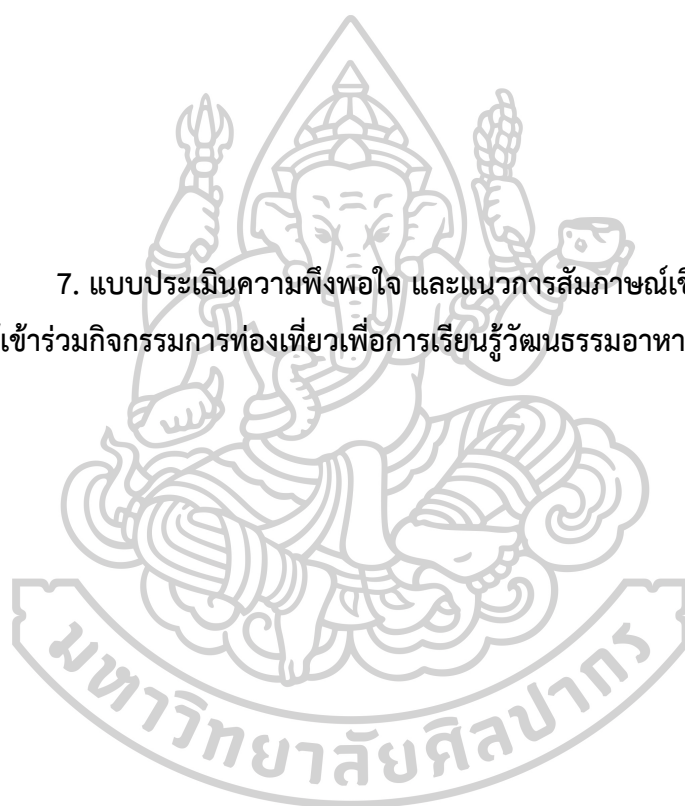 7. แบบประเมินความพึงพอใจ และแนวการสัมภาษณ์
เข้าร่วมกิจกรรมการท่องเที่ยวเพื่อการเรียนรู้วัฒนธรรม
มหาวิทยาลัยศิลปากร